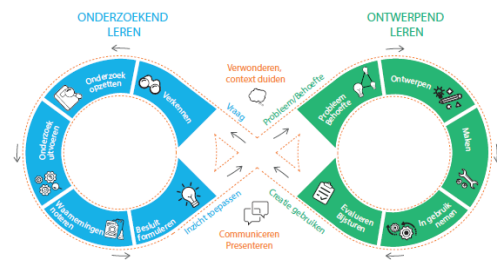 ONDERZOEKEND
LEREN
ONTWERPEND
LEREN
Verwonderen,
context duiden
Onderzoek
opzetten
Verkennen
Vraag
Probleem/Behoefte
Probleem
Behoefte
Ontwerpen
Onderzoek
uitvoeren
Maken
Waarnemingen
noteren
Besluit
formuleren
Inzicht toepassen
Creatie gebruiken
Evalueren
Bijsturen
In gebruik
nemen
Communiceren
Presenteren